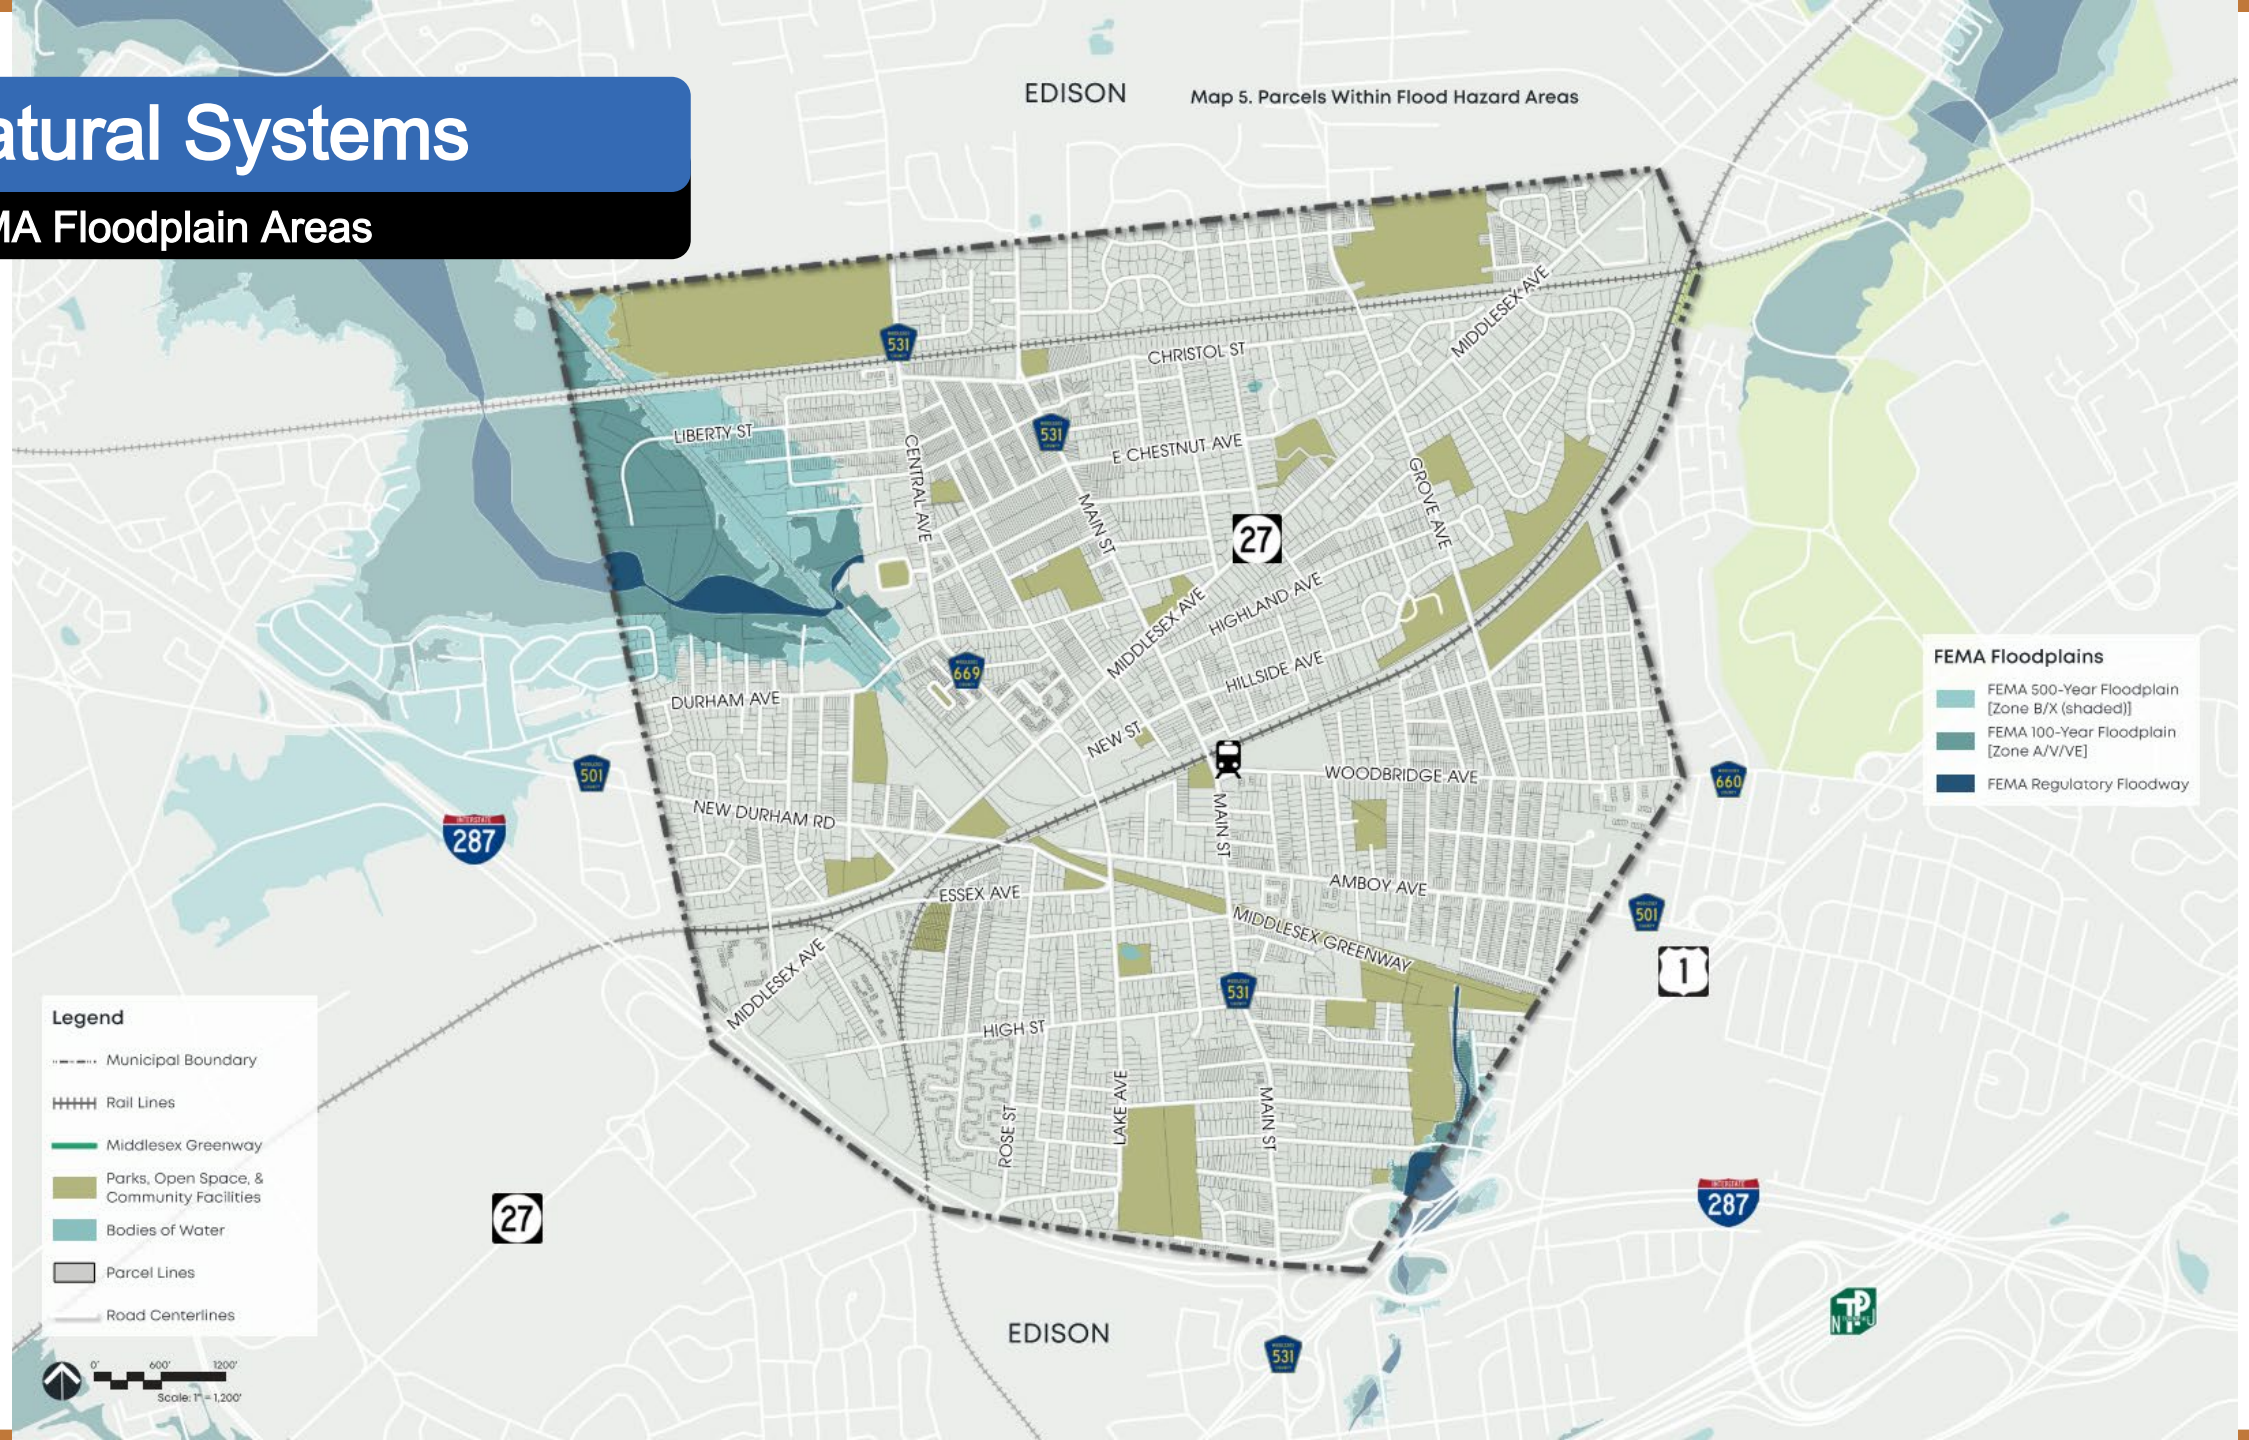 atural Systems
MA Floodplain Areas
EDISON
Map 5. Parcels Within Flood Hazard Areas
MIDDLESEX AVE
531
CHRISTOL ST
LIBERTY ST
531
E CHESTNUT AVE
CENTRAL AVE
MAIN ST
GROVE AVE
27
HIGHLAND AVE
MIDDLESEX AVE
HILLSIDE AVE
669
DURHAM AVE
NEW ST
501
287
NEW DURHAM RD
WOODBRIDGE AVE
MAIN ST
660
FEMA Floodplains
FEMA 500-Year Floodplain
[Zone B/X (shaded)]
FEMA 100-Year Floodplain
[Zone A/V/VE]
FEMA Regulatory Floodway
ESSEX AVE
AMBOY AVE
501
MIDDLESEX GREENWAY
1
MIDDLESEX AVE
531
HIGH ST
ROSE ST
LAKE AVE
MAIN ST
INTERSTATE
287
27
EDISON
531
Legend
Municipal Boundary
Rail Lines
Middlesex Greenway
Parks, Open Space, &
Community Facilities
Bodies of Water
Parcel Lines
Road Centerlines
0' 600' 1200'
Scale: 1" = 1,200'